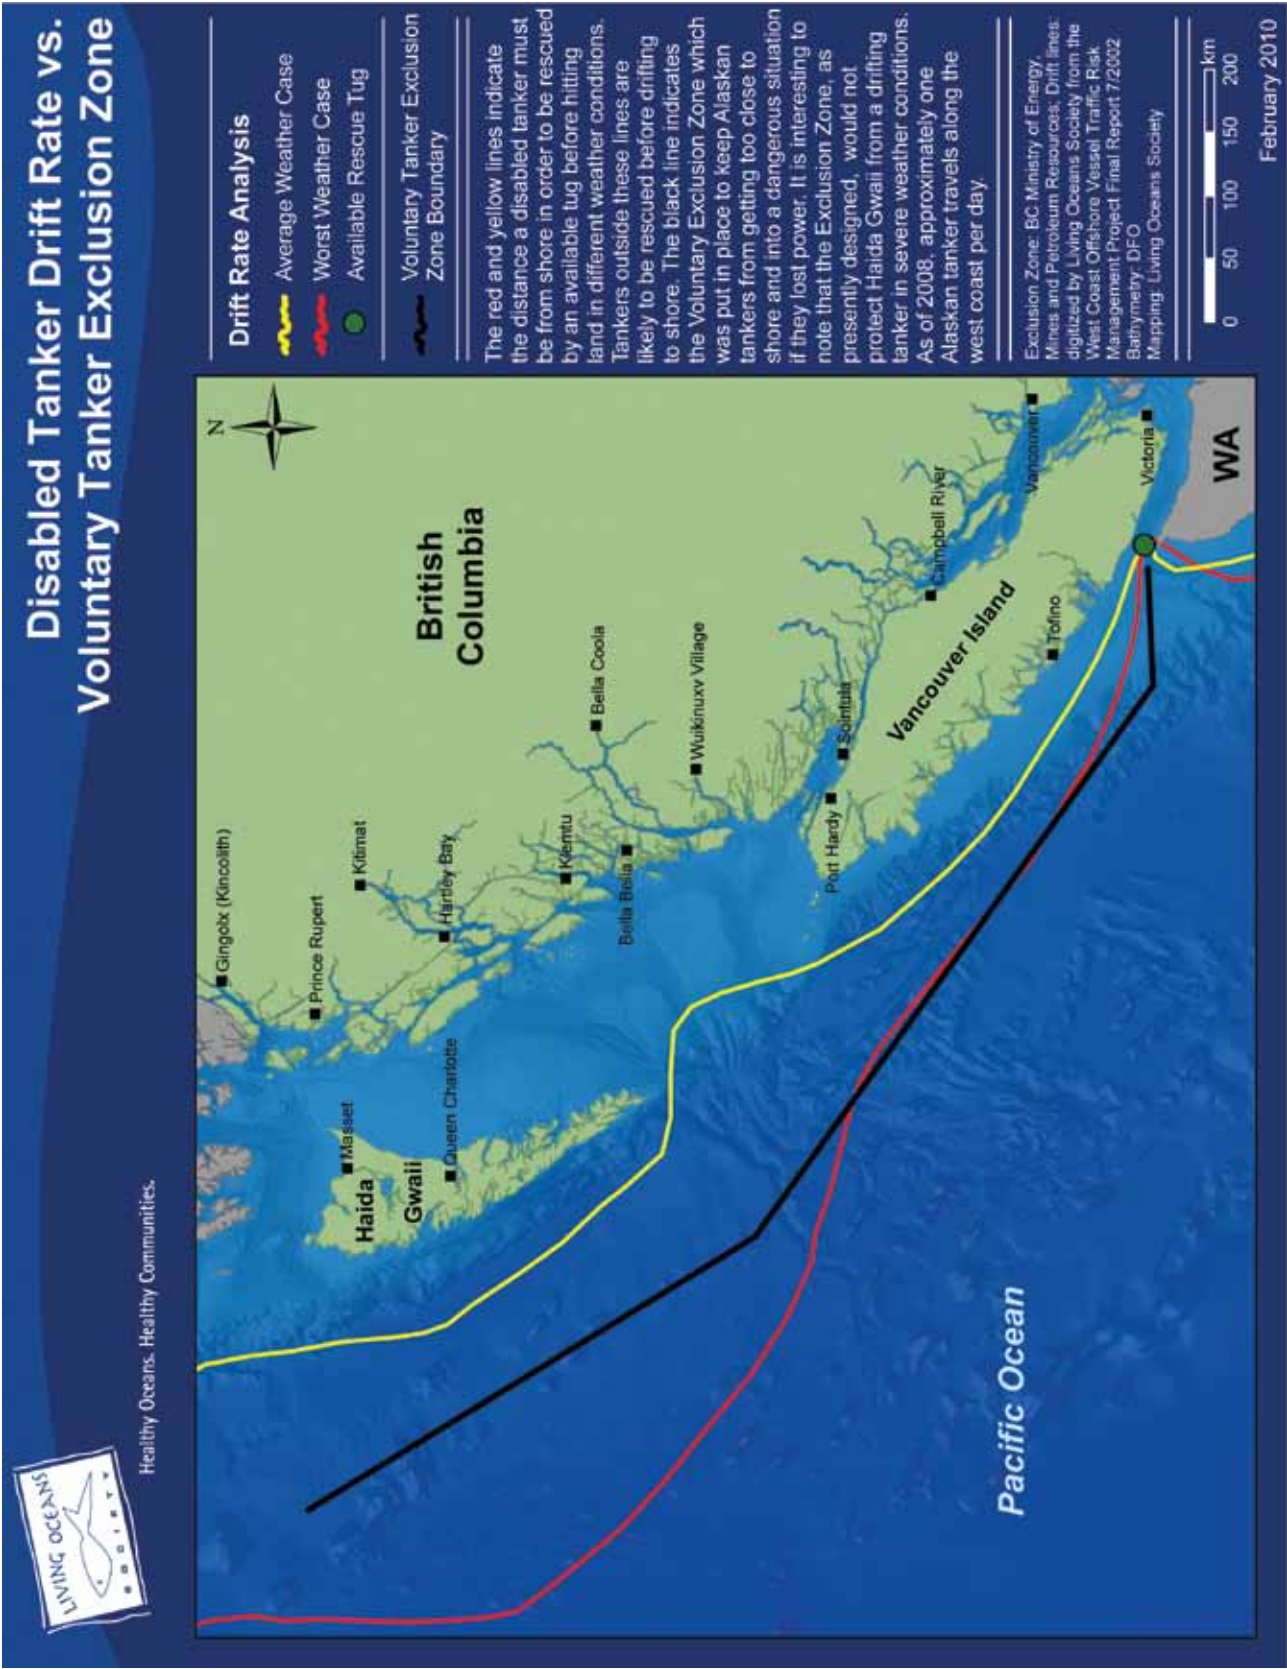 Disabled Tanker Drift Rate vs.
Voluntary Tanker Exclusion Zone
LIVING OCEANS
SOCIETY
Healthy Oceans. Healthy Communities.
Drift Rate Analysis
Average Weather Case
Worst Weather Case
Available Rescue Tug
Voluntary Tanker Exclusion
Zone Boundary
The red and yellow lines indicate
the distance a disabled tanker must
be from shore in order to be rescued
by an available tug before hitting
land in different weather conditions.
Tankers outside these lines are
likely to be rescued before drifting
to shore. The black line indicates
the Voluntary Exclusion Zone which
was put in place to keep Alaskan
tankers from getting too close to
shore and into a dangerous situation
if they lost power. It is interesting to
note that the Exclusion Zone, as
presently designed, would not
protect Haida Gwaii from a drifting
tanker in severe weather conditions.
As of 2008, approximately one
Alaskan tanker travels along the
west coast per day.
Exclusion Zone: BC Ministry of Energy,
Mines and Petroleum Resources; Drift lines:
digitized by Living Oceans Society from the
West Coast Offshore Vessel Traffic Risk
Management Project Final Report 7/2002
Bathymetry: DFO
Mapping: Living Oceans Society
0 50 100 150 200 km
February 2010
N
Gingolx (Kincolith)
Prince Rupert
Kitimat
Masset
Haida
Gwaii
Queen Charlotte
Hartley Bay
British
Columbia
Klemtu
Bella Bella
Bella Coola
Wuikinuxv Village
Port Hardy
Sointula
Campbell River
Vancouver Island
Tofino
Vancouver
Victoria
WA
Pacific Ocean